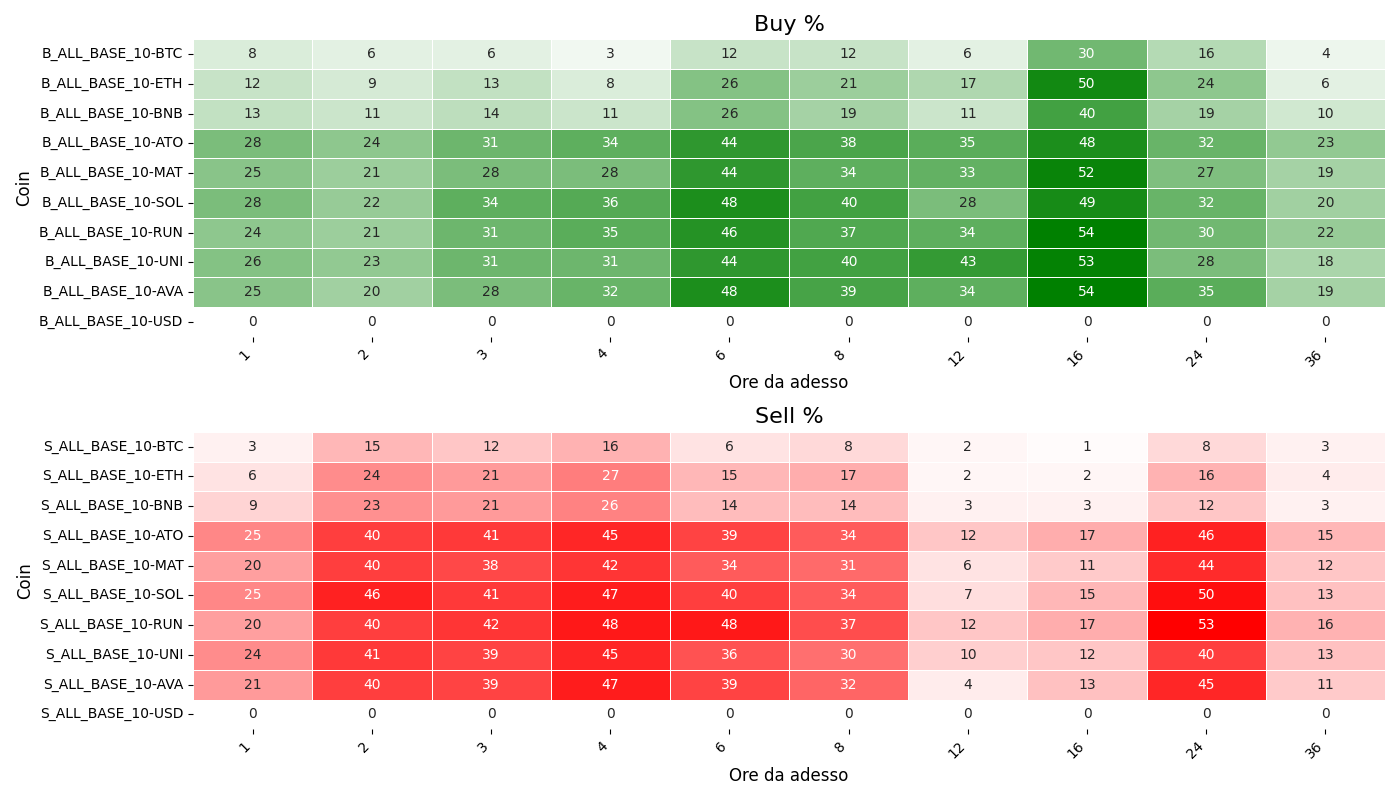 Buy %
Coin
B_ALL_BASE_10-BTC 8 6 6 3 12 12 6 30 16 4
B_ALL_BASE_10-ETH 12 9 13 8 26 21 17 50 24 6
B_ALL_BASE_10-BNB 13 11 14 11 26 19 11 40 19 10
B_ALL_BASE_10-ATO 28 24 31 34 44 38 35 48 32 23
B_ALL_BASE_10-MAT 25 21 28 28 44 34 33 52 27 19
B_ALL_BASE_10-SOL 28 22 34 36 48 40 28 49 32 20
B_ALL_BASE_10-RUN 24 21 31 35 46 37 34 54 30 22
B_ALL_BASE_10-UNI 26 23 31 31 44 40 43 53 28 18
B_ALL_BASE_10-AVA 25 20 28 32 48 39 34 54 35 19
B_ALL_BASE_10-USD 0 0 0 0 0 0 0 0 0 0
1 2 3 4 6 8 12 16 24 36
Ore da adesso
Sell %
Coin
S_ALL_BASE_10-BTC 3 15 12 16 6 8 2 1 8 3
S_ALL_BASE_10-ETH 6 24 21 27 15 17 2 2 16 4
S_ALL_BASE_10-BNB 9 23 21 26 14 14 3 3 12 3
S_ALL_BASE_10-ATO 25 40 41 45 39 34 12 17 46 15
S_ALL_BASE_10-MAT 20 40 38 42 34 31 6 11 44 12
S_ALL_BASE_10-SOL 25 46 41 47 40 34 7 15 50 13
S_ALL_BASE_10-RUN 20 40 42 48 48 37 12 17 53 16
S_ALL_BASE_10-UNI 24 41 39 45 36 30 10 12 40 13
S_ALL_BASE_10-AVA 21 40 39 47 39 32 4 13 45 11
S_ALL_BASE_10-USD 0 0 0 0 0 0 0 0 0 0
1 2 3 4 6 8 12 16 24 36
Ore da adesso